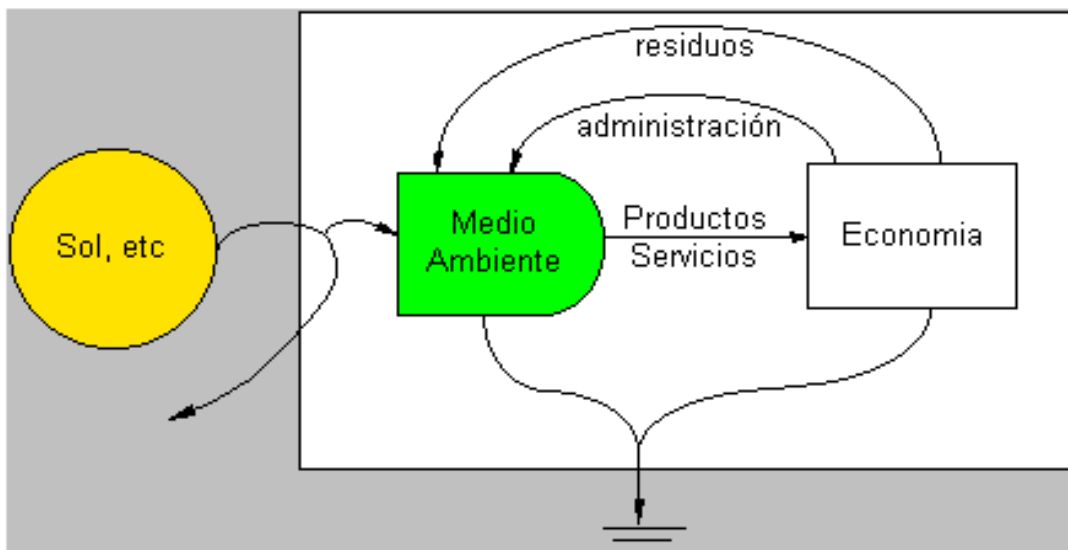 residuos
administración
Sol, etc
Medio
Ambiente
Productos
Servicios
Economia